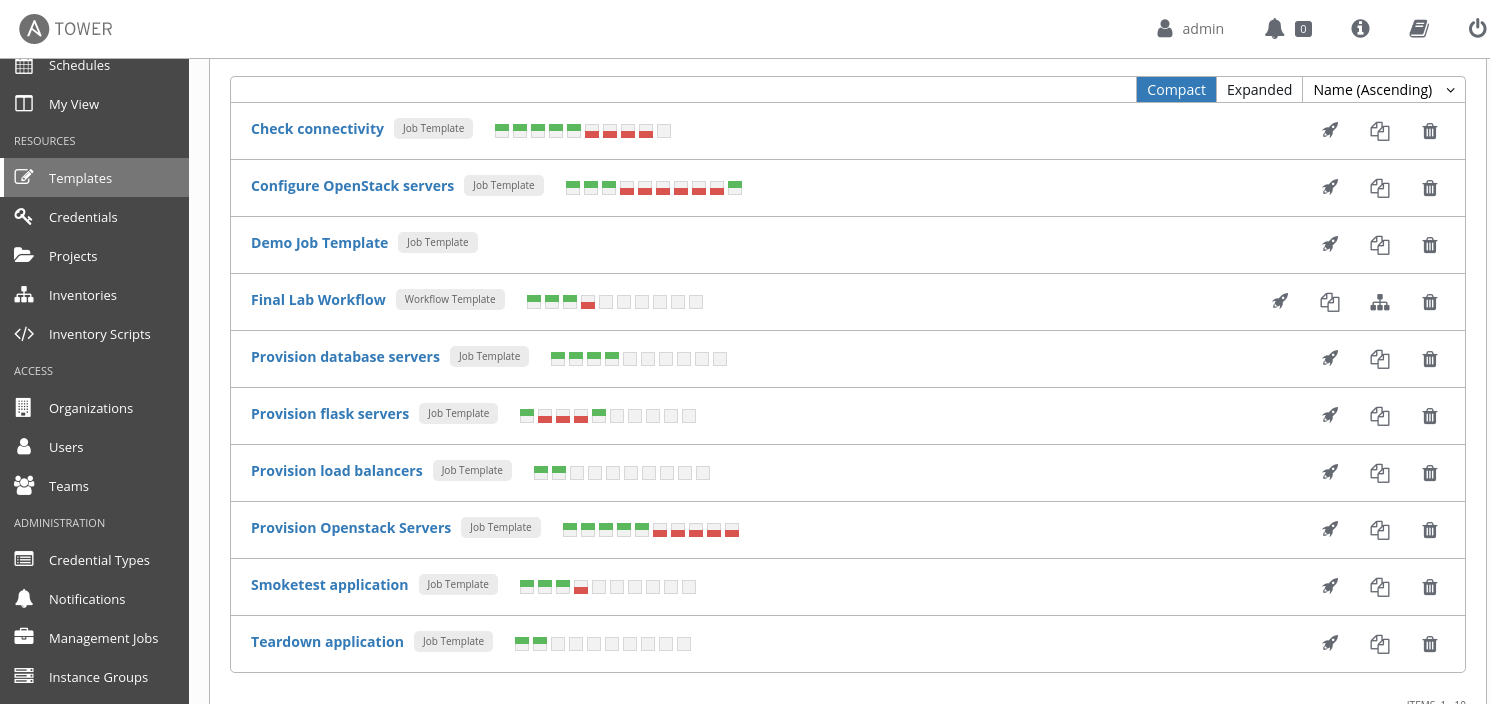 TOWER
admin
0
Schedules
My View
RESOURCES
Templates
Credentials
Projects
Inventories
Inventory Scripts
ACCESS
Organizations
Users
Teams
ADMINISTRATION
Credential Types
Notifications
Management Jobs
Instance Groups
Compact Expanded Name (Ascending)
Check connectivity Job Template
Configure OpenStack servers Job Template
Demo Job Template Job Template
Final Lab Workflow Workflow Template
Provision database servers Job Template
Provision flask servers Job Template
Provision load balancers Job Template
Provision Openstack Servers Job Template
Smoketest application Job Template
Teardown application Job Template